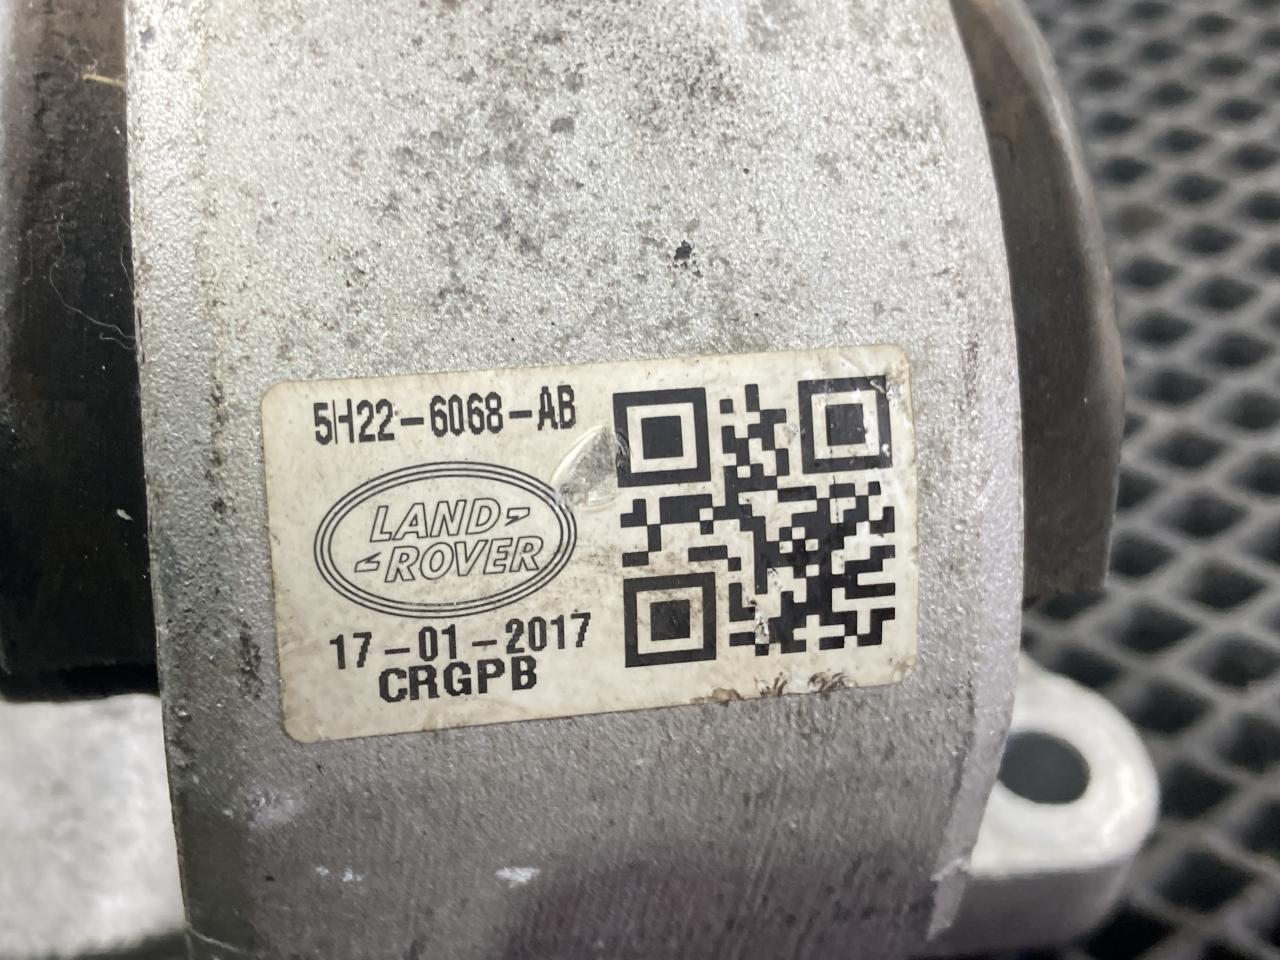 5H22-6068-AB
LAND
ROVER
17-01-2017
CRGPB